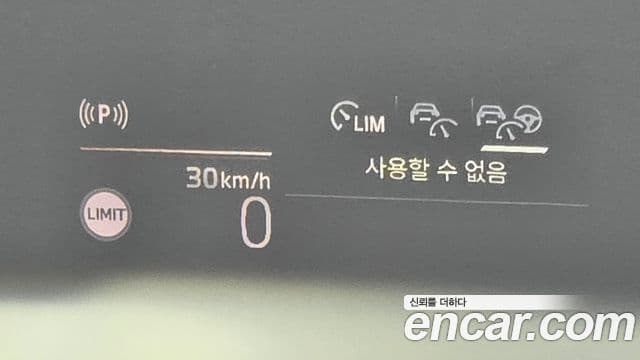 ((P))
LIM
사용할 수 없음
30km/h
LIMIT
0
신뢰를 더하다
encar.com